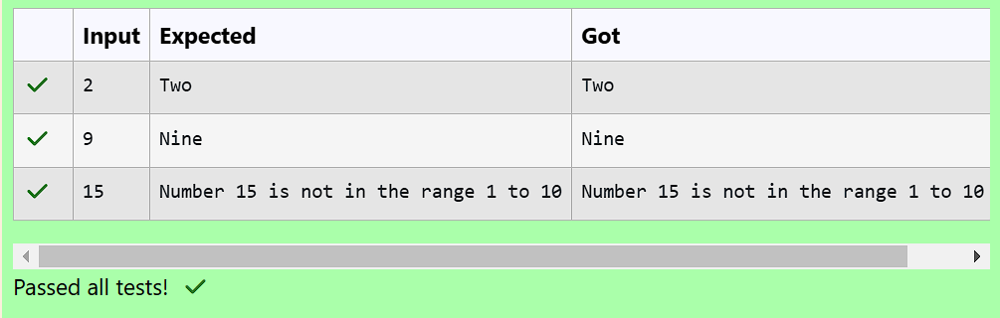 Input Expected Got
2 Two Two
9 Nine Nine
15 Number 15 is not in the range 1 to 10 Number 15 is not in the range 1 to 10
Passed all tests!